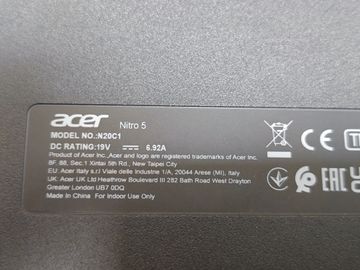 acer Nitro 5
MODEL NO.:N20C1
DC RATING:19V ⎓ 6.92A
Product of Acer Inc.,Acer and logo are registered trademarks of Acer Inc.
8F, 88, Sec.1 Xintai 5th Rd., New Taipei City
EU: Acer Italy s.r.l Viale delle Industrie 1/A, 20044 Arese (MI), Italy
UK: Acer UK Ltd Heathrow Boulevard III 282 Bath Road West Drayton
Greater London UB7 0DQ
Made In China For Indoor Use Only
CE
EAC
UK